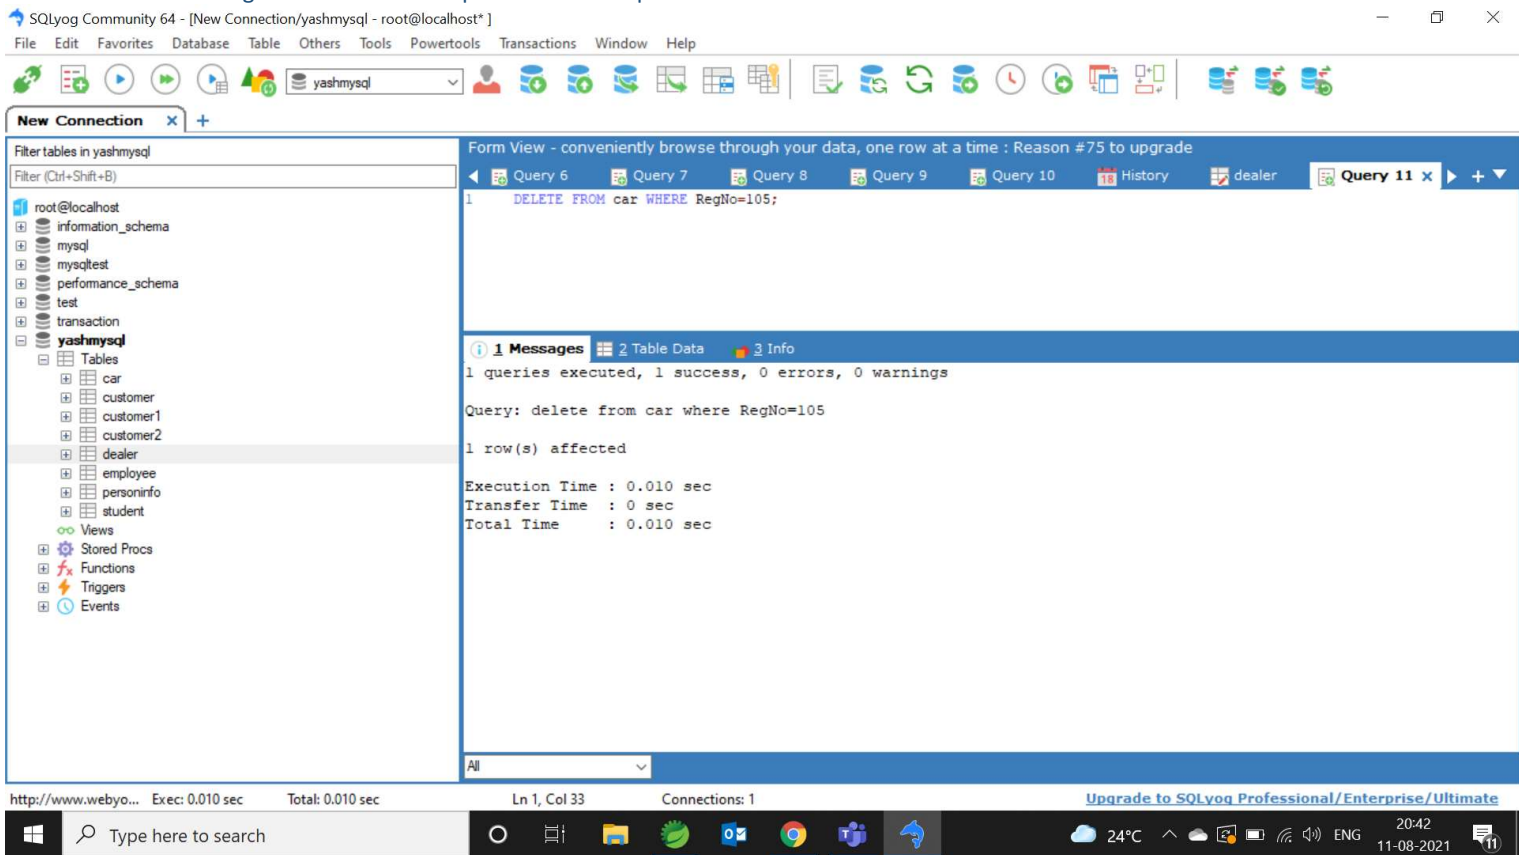 SQLyog Community 64 - [New Connection/yashmysql - root@localhost* ]
File Edit Favorites Database Table Others Tools Powertools Transactions Window Help
yashmysql
New Connection x +
Filter tables in yashmysql
Filter (Ctrl+Shift+B)
root@localhost
information_schema
mysql
mysqltest
performance_schema
test
transaction
yashmysql
Tables
car
customer
customer1
customer2
dealer
employee
personinfo
student
Views
Stored Procs
Functions
Triggers
Events
Form View - conveniently browse through your data, one row at a time : Reason #75 to upgrade
Query 6 Query 7 Query 8 Query 9 Query 10 18 History dealer Query 11 x +
1 DELETE FROM car WHERE RegNo=105;
1 Messages 2 Table Data 3 Info
1 queries executed, 1 success, 0 errors, 0 warnings
Query: delete from car where RegNo=105
1 row(s) affected
Execution Time : 0.010 sec
Transfer Time : 0 sec
Total Time : 0.010 sec
All
http://www.webyo... Exec: 0.010 sec Total: 0.010 sec Ln 1, Col 33 Connections: 1 Upgrade to SQLyog Professional/Enterprise/Ultimate
Type here to search 24°C ENG 20:42
11-08-2021 11